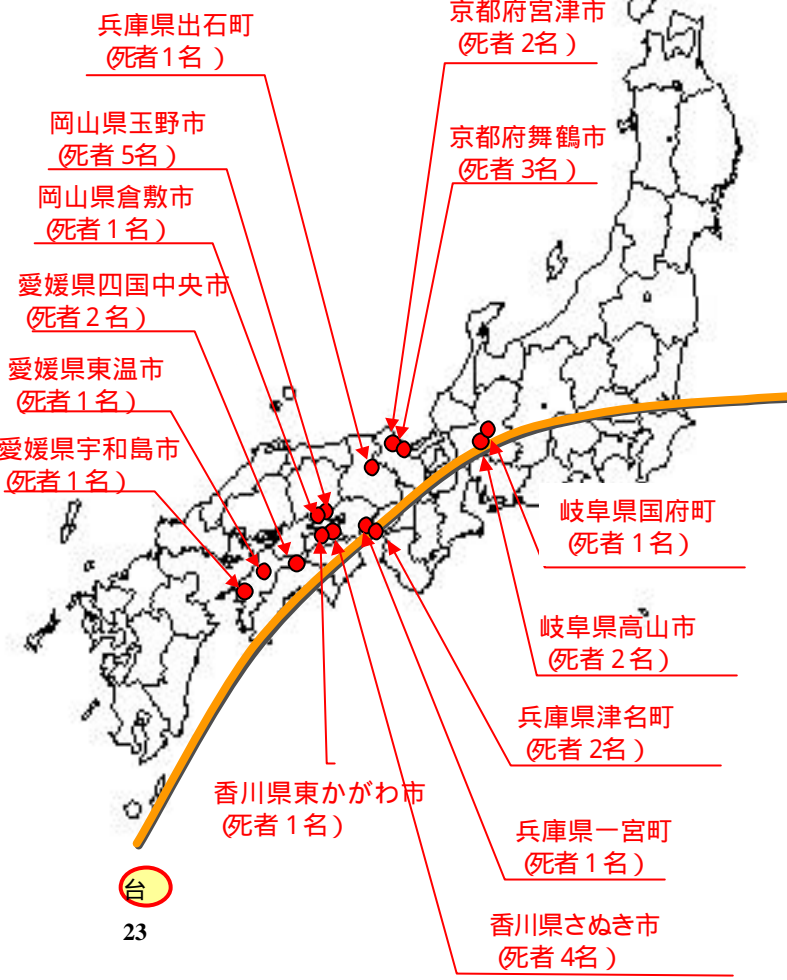 兵庫県出石町
(死者1名)
京都府宮津市
(死者2名)
岡山県玉野市
(死者5名)
京都府舞鶴市
(死者3名)
岡山県倉敷市
(死者1名)
愛媛県四国中央市
(死者2名)
愛媛県東温市
(死者1名)
愛媛県宇和島市
(死者1名)
岐阜県国府町
(死者1名)
岐阜県高山市
(死者2名)
兵庫県津名町
(死者2名)
香川県東かがわ市
(死者1名)
兵庫県一宮町
(死者1名)
台
23
香川県さぬき市
(死者4名)